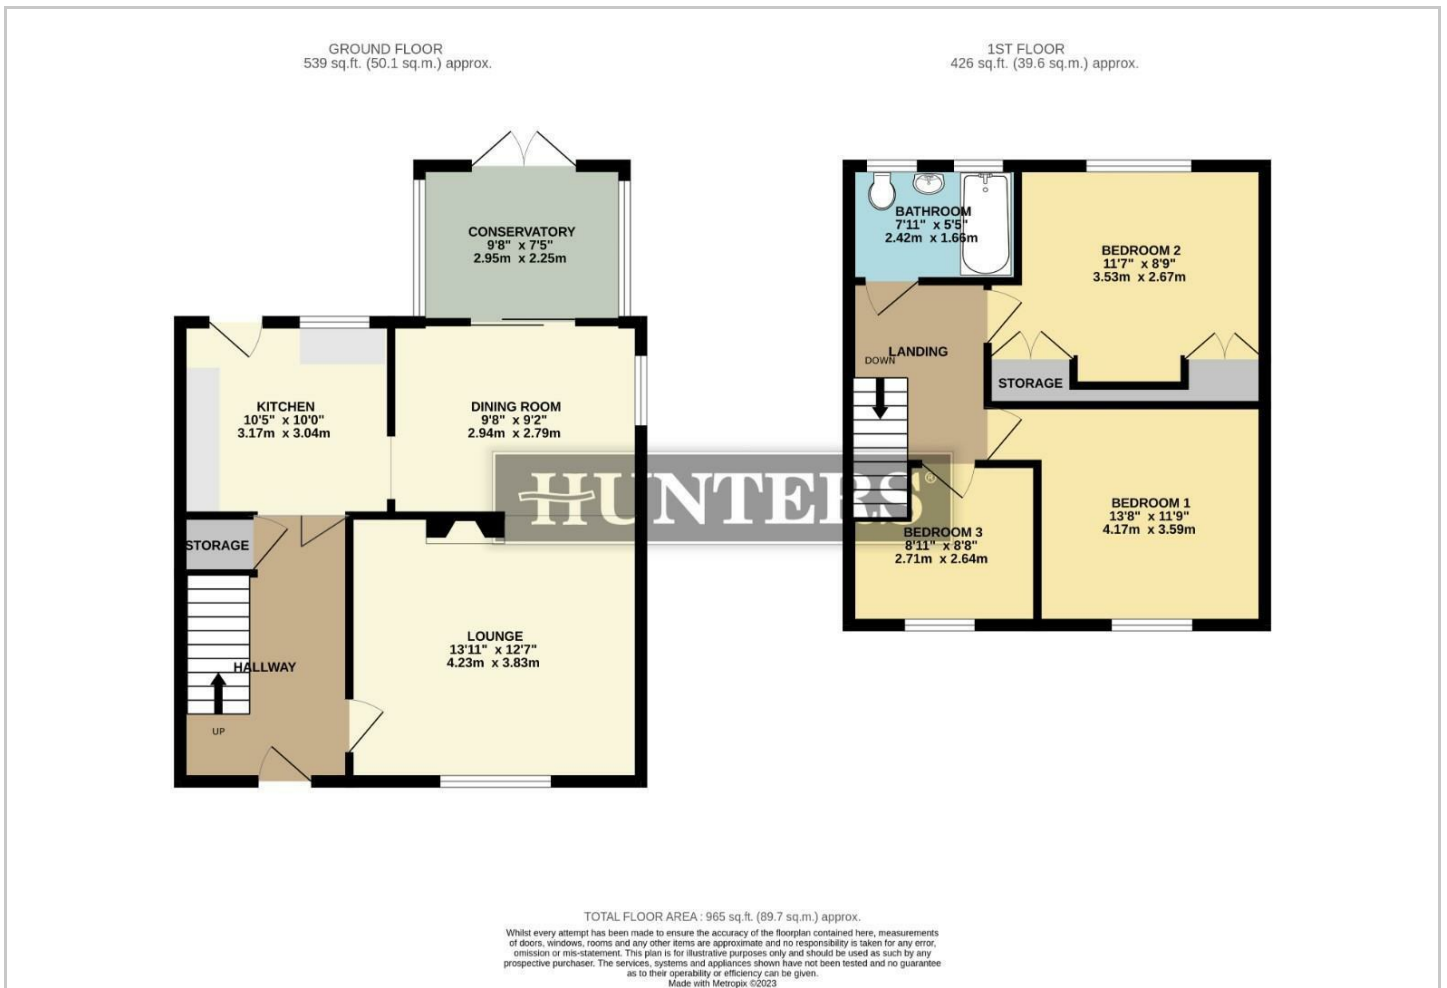 GROUND FLOOR
539 sq.ft. (50.1 sq.m.) approx.
1ST FLOOR
426 sq.ft. (39.6 sq.m.) approx.
CONSERVATORY
9'8" x 7'5"
2.95m x 2.25m
KITCHEN
10'5" x 10'0"
3.17m x 3.04m
DINING ROOM
9'8" x 9'2"
2.94m x 2.79m
STORAGE
HALLWAY
UP
LOUNGE
13'11" x 12'7"
4.23m x 3.83m
BATHROOM
7'11" x 5'5"
2.42m x 1.66m
BEDROOM 2
11'7" x 8'9"
3.53m x 2.67m
LANDING
DOWN
STORAGE
BEDROOM 1
13'8" x 11'9"
4.17m x 3.59m
BEDROOM 3
8'11" x 8'8"
2.71m x 2.64m
HUNTERS®
TOTAL FLOOR AREA : 965 sq.ft. (89.7 sq.m.) approx.
Whilst every attempt has been made to ensure the accuracy of the floorplan contained here, measurements
of doors, windows, rooms and any other items are approximate and no responsibility is taken for any error,
omission or mis-statement. This plan is for illustrative purposes only and should be used as such by any
prospective purchaser. The services, systems and appliances shown have not been tested and no guarantee
as to their operability or efficiency can be given.
Made with Metropix ©2023